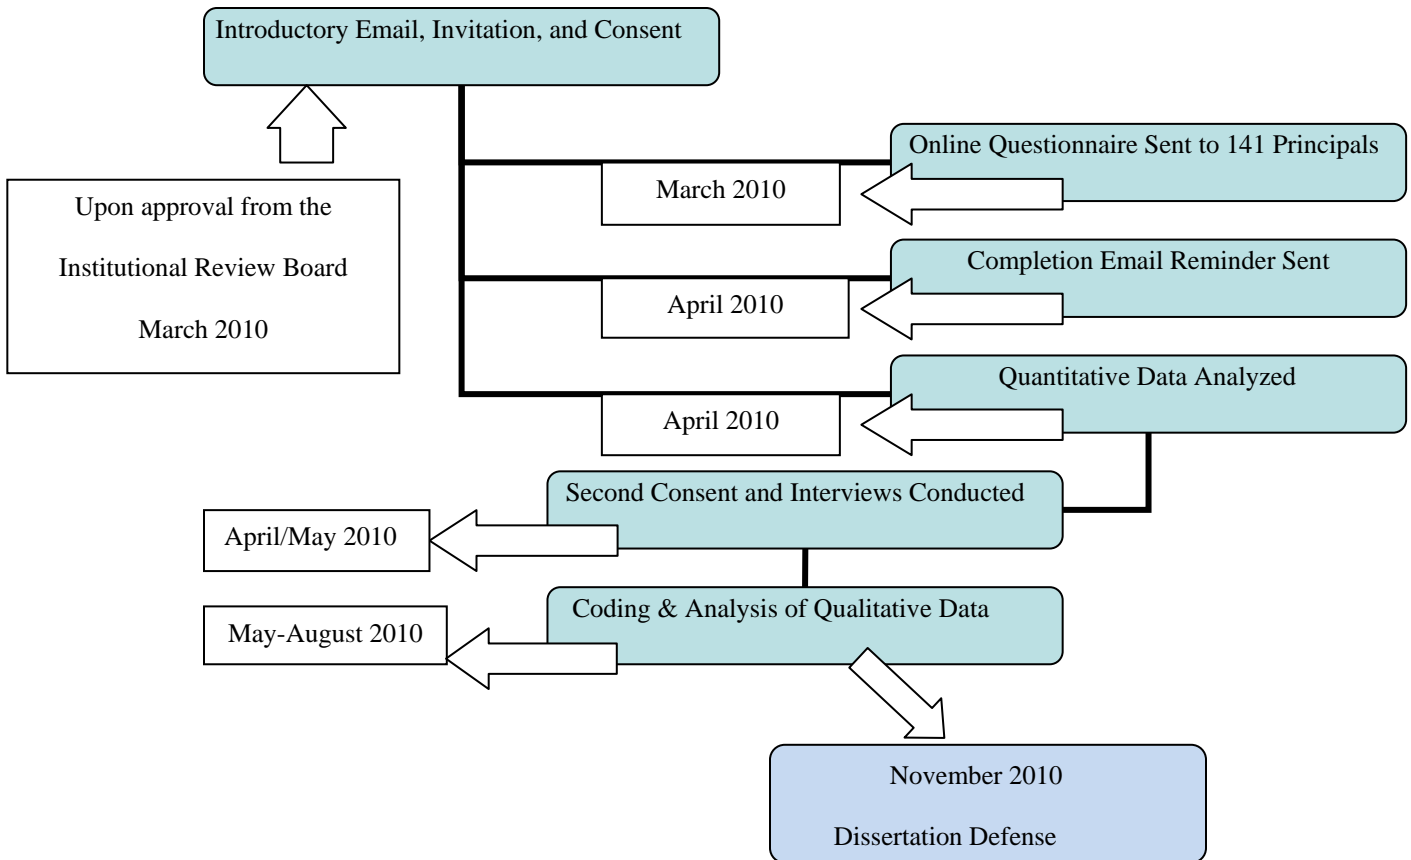 Introductory Email, Invitation, and Consent
Online Questionnaire Sent to 141 Principals
March 2010
Upon approval from the
Institutional Review Board
March 2010
Completion Email Reminder Sent
April 2010
Quantitative Data Analyzed
April 2010
Second Consent and Interviews Conducted
April/May 2010
Coding & Analysis of Qualitative Data
May-August 2010
November 2010
Dissertation Defense